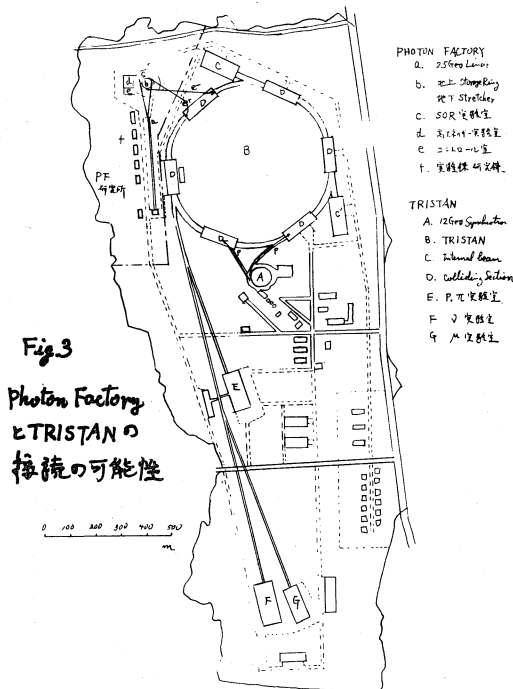 PHOTON FACTORY
a. 2.5GeV Linac
b. 地上 Storage Ring
地下 Stretcher
c. SOR 実験室
d 高エネルギー実験室
e コントロール室
f. 実験棟 研究棟
TRISTAN
A. 12GeV Synchrotron
B. TRISTAN
C. Internal beam
D. Colliding Section
E. P, π 実験室
F ν 実験室
G μ 実験室
C
D
D
d
e
c
b
e⁻
a
f
PF
研究所
B
D
D
C
D
D
P
P
A
E
F
G
Fig.3
Photon Factory
とTRISTANの
接続の可能性
0 100 200 300 400 500
m